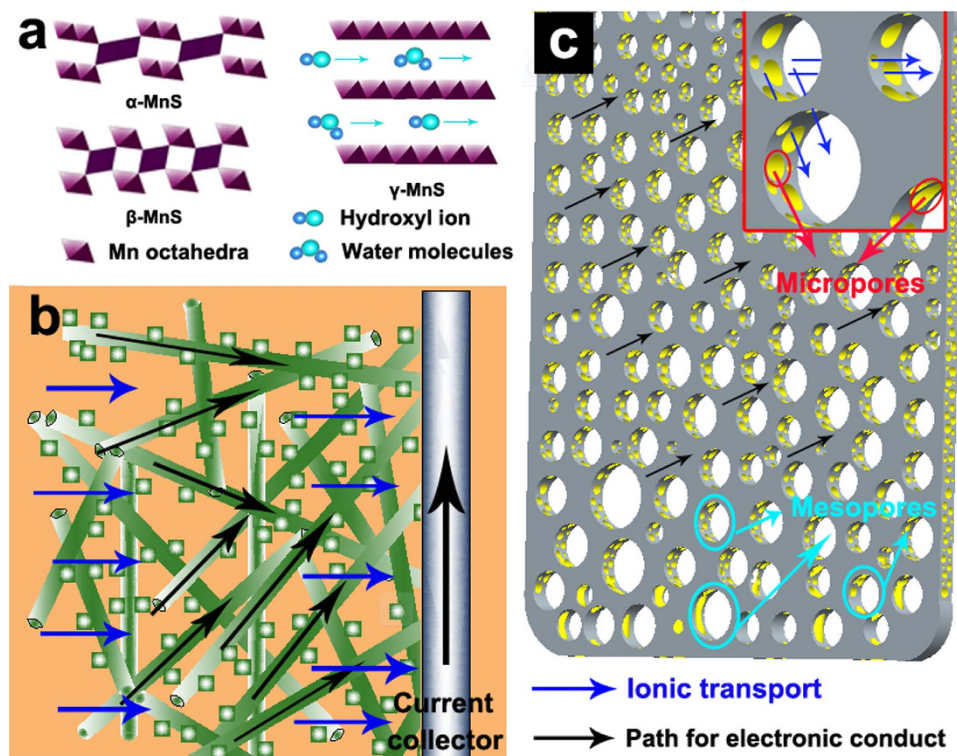 a
α-MnS
β-MnS
γ-MnS
Mn octahedra
Hydroxyl ion
Water molecules
b
Current
collector
c
Micropores
Mesopores
Ionic transport
Path for electronic conduct